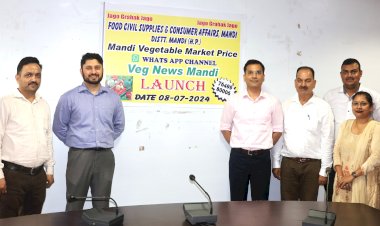 Jago Grahak Jago    Jago Grahak Jago
FOOD CIVIL SUPPLIES & CONSUMER AFFAIRS, MANDI
DISTT. MANDI (H.P.)
Mandi Vegetable Market Price
WHATS APP CHANNEL
Veg News Mandi
LAUNCH
DATE 08-07-2024